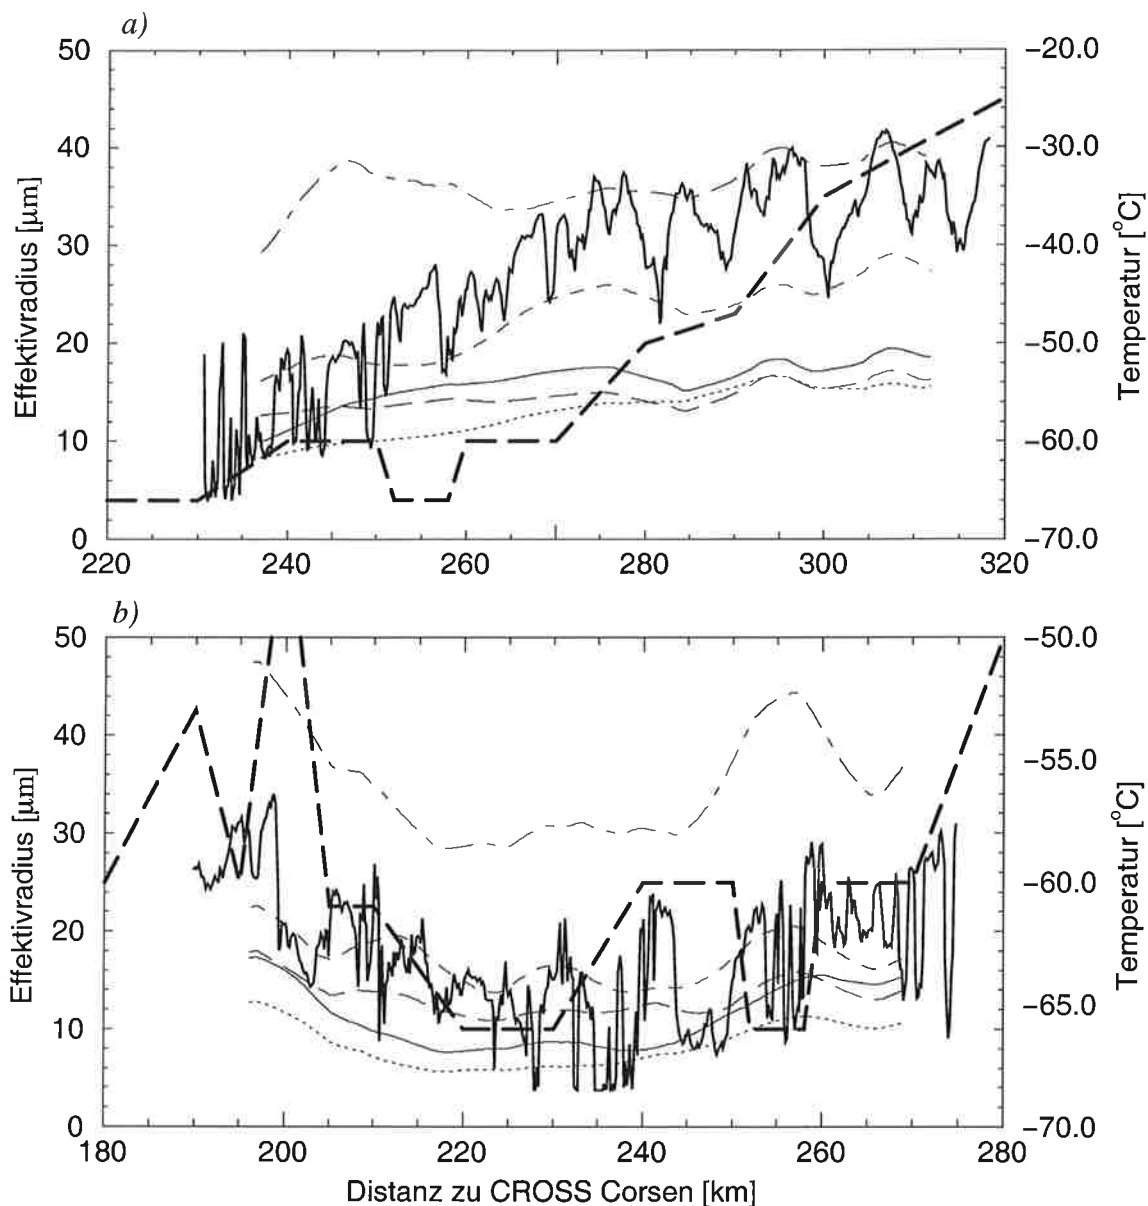 a)
50
40
30
20
10
0
Effektivradius [µm]
−20.0
−30.0
−40.0
−50.0
−60.0
−70.0
Temperatur [°C]
220 240 260 280 300 320
b)
50
40
30
20
10
0
Effektivradius [µm]
−50.0
−55.0
−60.0
−65.0
−70.0
Temperatur [°C]
180 200 220 240 260 280
Distanz zu CROSS Corsen [km]